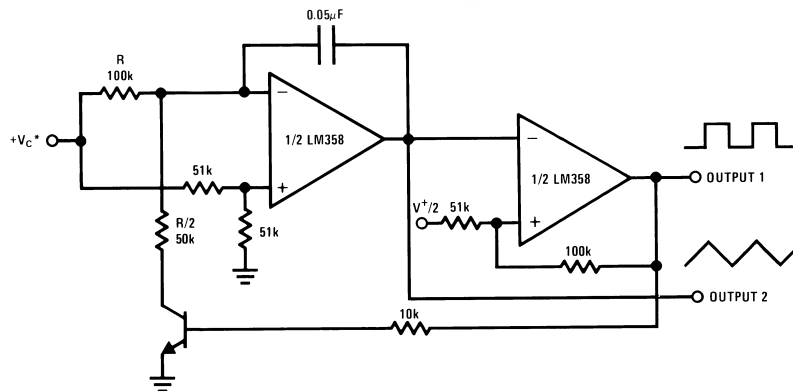 0.05μF
R
100k
+VC*
1/2 LM358
51k
51k
R/2
50k
V+/2
51k
1/2 LM358
100k
10k
OUTPUT 1
OUTPUT 2